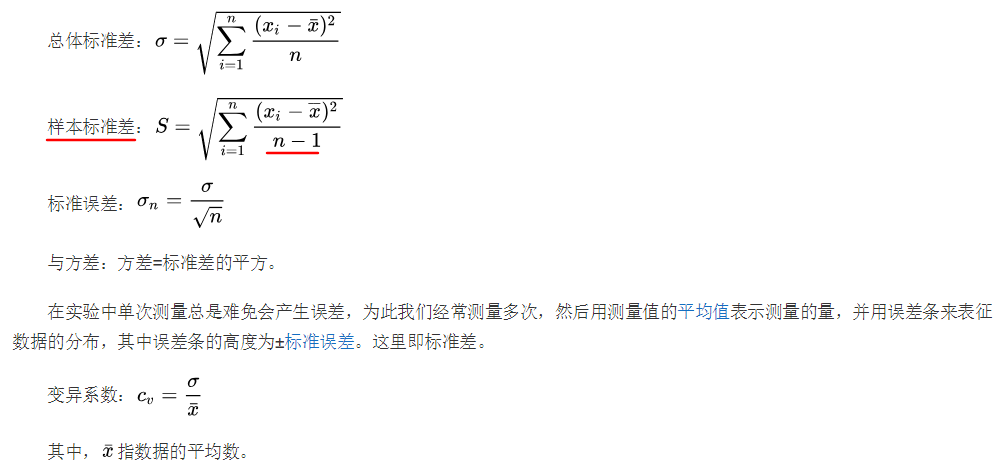 总体标准差：$\sigma = \sqrt{\sum_{i=1}^{n} \frac{(x_i - \bar{x})^2}{n}}$
样本标准差：$S = \sqrt{\sum_{i=1}^{n} \frac{(x_i - \overline{x})^2}{n-1}}$
标准误差：$\sigma_n = \frac{\sigma}{\sqrt{n}}$
与方差：方差=标准差的平方。
在实验中单次测量总是难免会产生误差，为此我们经常测量多次，然后用测量值的平均值表示测量的量，并用误差条来表征
数据的分布，其中误差条的高度为±标准误差。这里即标准差。
变异系数：$c_v = \frac{\sigma}{\bar{x}}$
其中，$\bar{x}$ 指数据的平均数。